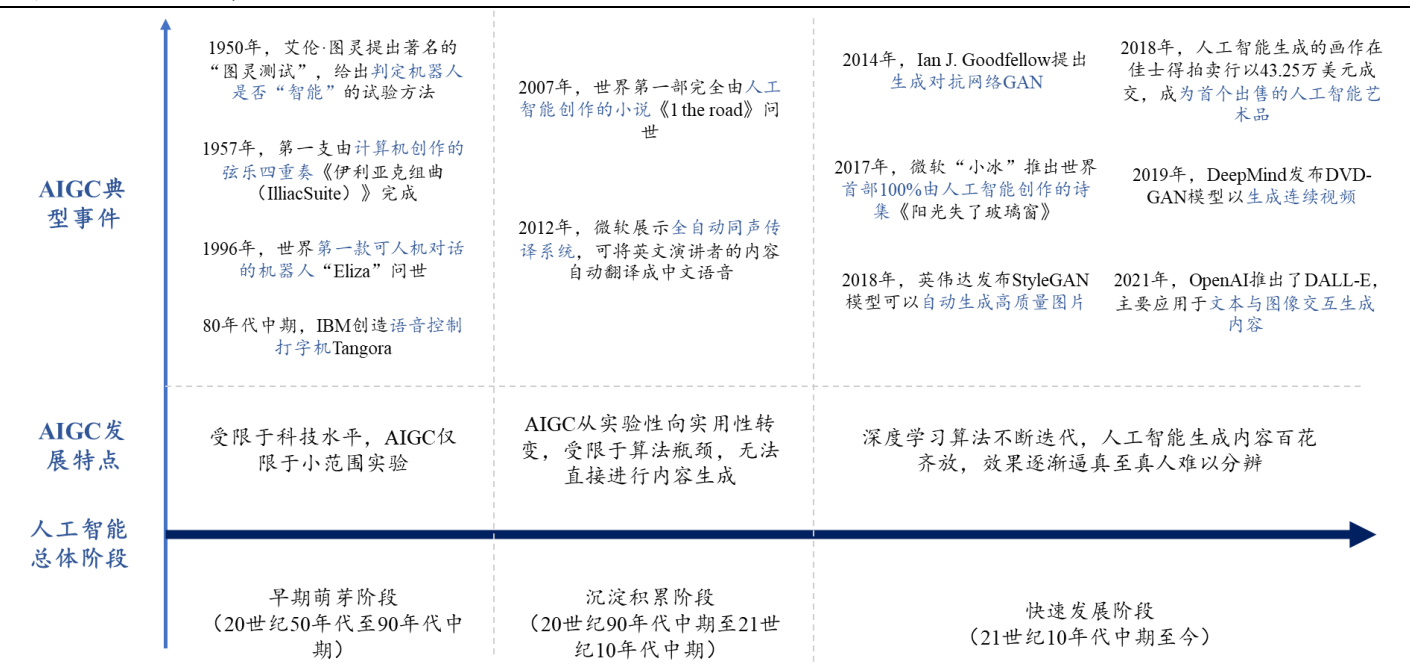 AIGC典
型事件
1950年，艾伦·图灵提出著名的
“图灵测试”，给出判定机器人
是否“智能”的试验方法
1957年，第一支由计算机创作的
弦乐四重奏《伊利亚克组曲
（IlliacSuite）》完成
1996年，世界第一款可人机对话
的机器人“Eliza”问世
80年代中期，IBM创造语音控制
打字机Tangora
2007年，世界第一部完全由人工
智能创作的小说《1 the road》问
世
2012年，微软展示全自动同声传
译系统，可将英文演讲者的内容
自动翻译成中文语音
2014年，Ian J. Goodfellow提出
生成对抗网络GAN
2017年，微软“小冰”推出世界
首部100%由人工智能创作的诗
集《阳光失了玻璃窗》
2018年，英伟达发布StyleGAN
模型可以自动生成高质量图片
2018年，人工智能生成的画作在
佳士得拍卖行以43.25万美元成
交，成为首个出售的人工智能艺
术品
2019年，DeepMind发布DVD-
GAN模型以生成连续视频
2021年，OpenAI推出了DALL-E，
主要应用于文本与图像交互生成
内容
AIGC发
展特点
受限于科技水平，AIGC仅
限于小范围实验
AIGC从实验性向实用性转
变，受限于算法瓶颈，无法
直接进行内容生成
深度学习算法不断迭代，人工智能生成内容百花
齐放，效果逐渐逼真至真人难以分辨
人工智能
总体阶段
早期萌芽阶段
（20世纪50年代至90年代中
期）
沉淀积累阶段
（20世纪90年代中期至21世
纪10年代中期）
快速发展阶段
（21世纪10年代中期至今）